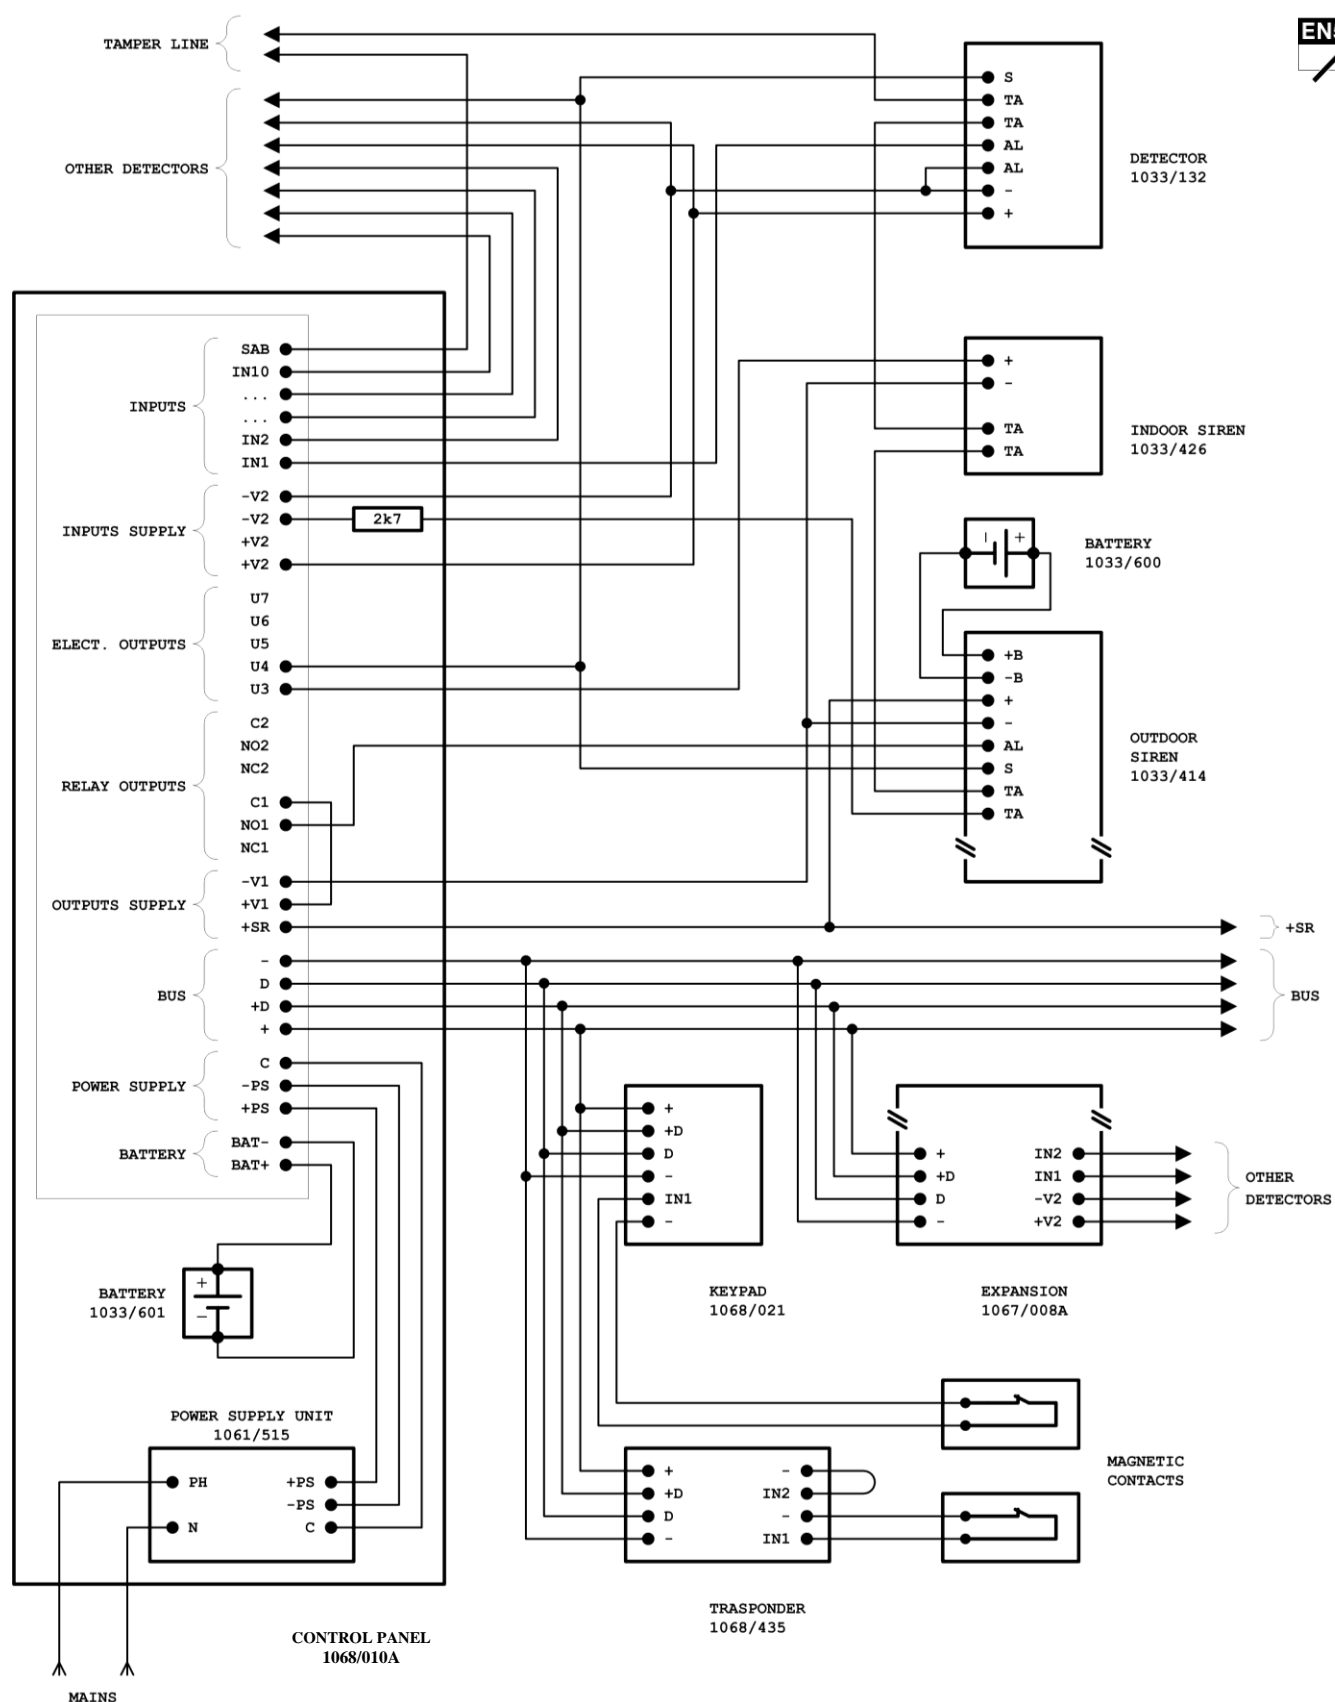 TAMPER LINE
OTHER DETECTORS
S
TA
TA
AL
AL
-
+
DETECTOR
1033/132
INPUTS
SAB
IN10
...
...
IN2
IN1
INPUTS SUPPLY
-V2
-V2
+V2
+V2
2k7
ELECT. OUTPUTS
U7
U6
U5
U4
U3
RELAY OUTPUTS
C2
NO2
NC2
C1
NO1
NC1
OUTPUTS SUPPLY
-V1
+V1
+SR
BUS
-
D
+D
+
POWER SUPPLY
C
-PS
+PS
BATTERY
BAT-
BAT+
+
-
TA
TA
INDOOR SIREN
1033/426
- +
BATTERY
1033/600
+B
-B
+
-
AL
S
TA
TA
OUTDOOR
SIREN
1033/414
+SR
BUS
+
+D
D
-
IN1
-
KEYPAD
1068/021
+
+D
D
-
IN2
IN1
-V2
+V2
EXPANSION
1067/008A
OTHER
DETECTORS
+
-
BATTERY
1033/601
POWER SUPPLY UNIT
1061/515
PH
N
+PS
-PS
C
+
+D
D
-
-
IN2
-
IN1
TRASPONDER
1068/435
MAGNETIC
CONTACTS
CONTROL PANEL
1068/010A
MAINS